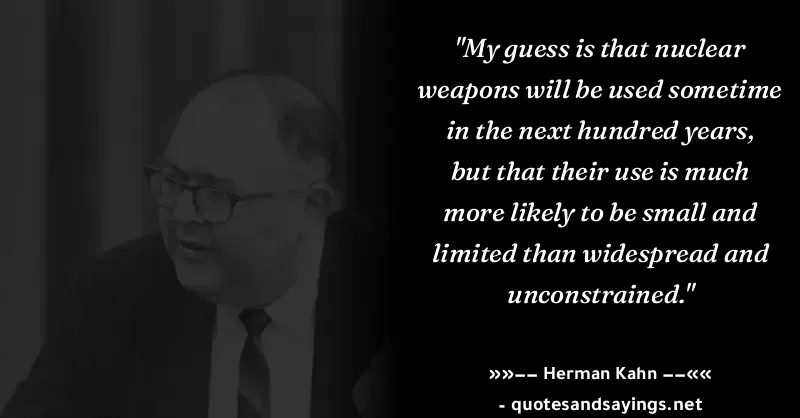 "My guess is that nuclear
weapons will be used sometime
in the next hundred years,
but that their use is much
more likely to be small and
limited than widespread and
unconstrained."
»»—— Herman Kahn ——««
- quotesandsayings.net